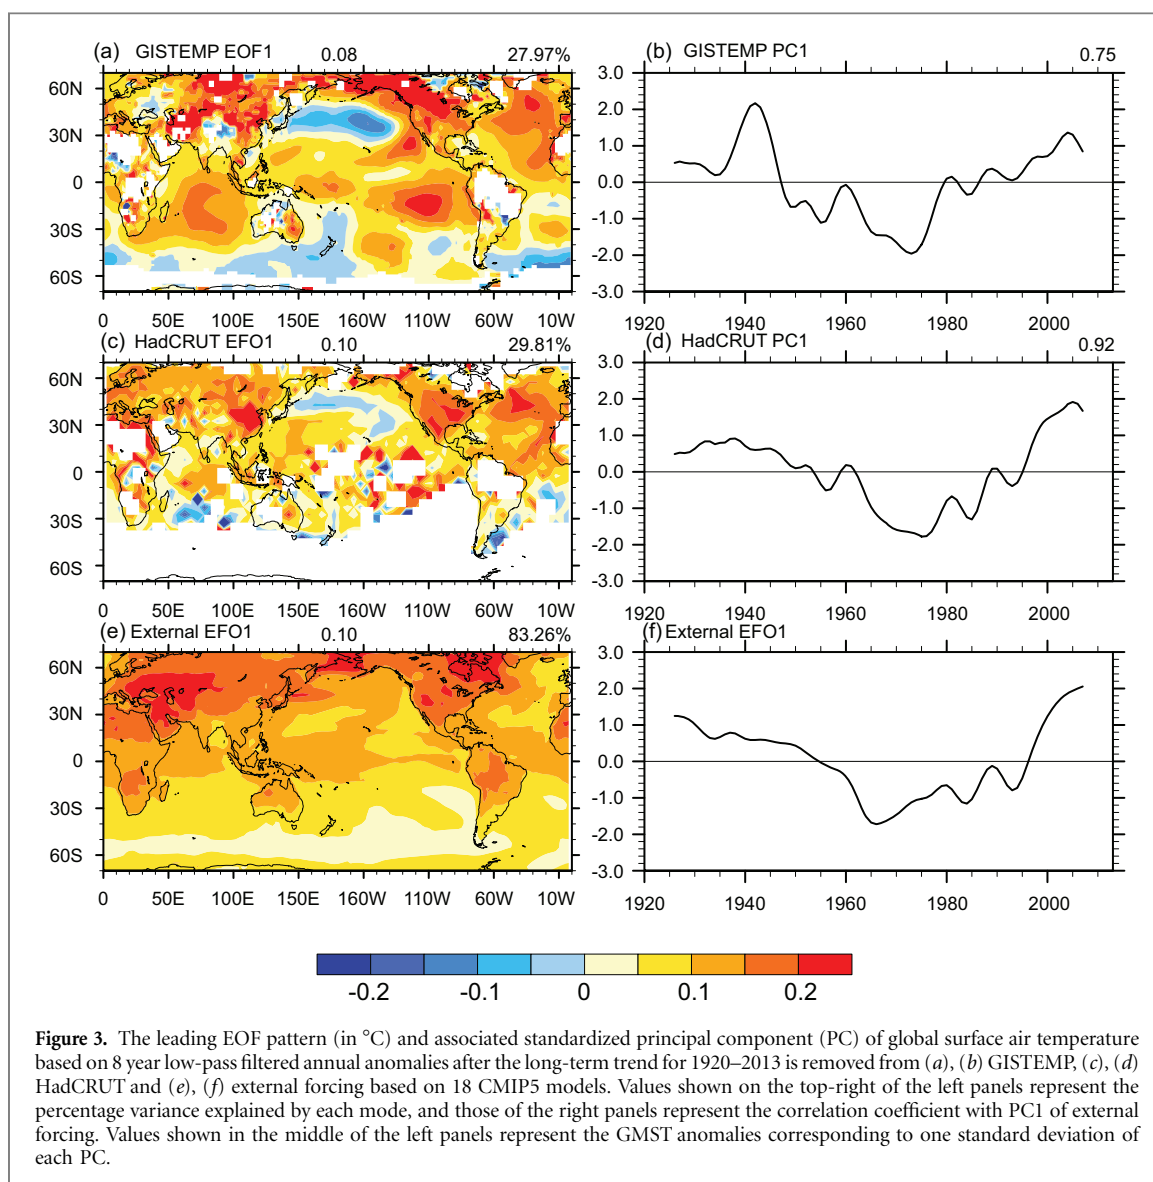 (a) GISTEMP EOF1 0.08 27.97%
(b) GISTEMP PC1 0.75
60N
30N
0
30S
60S
0 50E 100E 150E 160W 110W 60W 10W
3.0
2.0
1.0
0.0
-1.0
-2.0
-3.0
1920 1940 1960 1980 2000
(c) HadCRUT EFO1 0.10 29.81%
(d) HadCRUT PC1 0.92
60N
30N
0
30S
60S
0 50E 100E 150E 160W 110W 60W 10W
3.0
2.0
1.0
0.0
-1.0
-2.0
-3.0
1920 1940 1960 1980 2000
(e) External EFO1 0.10 83.26%
(f) External EFO1
60N
30N
0
30S
60S
0 50E 100E 150E 160W 110W 60W 10W
3.0
2.0
1.0
0.0
-1.0
-2.0
-3.0
1920 1940 1960 1980 2000
-0.2 -0.1 0 0.1 0.2
Figure 3. The leading EOF pattern (in °C) and associated standardized principal component (PC) of global surface air temperature
based on 8 year low-pass filtered annual anomalies after the long-term trend for 1920–2013 is removed from (a), (b) GISTEMP, (c), (d)
HadCRUT and (e), (f) external forcing based on 18 CMIP5 models. Values shown on the top-right of the left panels represent the
percentage variance explained by each mode, and those of the right panels represent the correlation coefficient with PC1 of external
forcing. Values shown in the middle of the left panels represent the GMST anomalies corresponding to one standard deviation of
each PC.